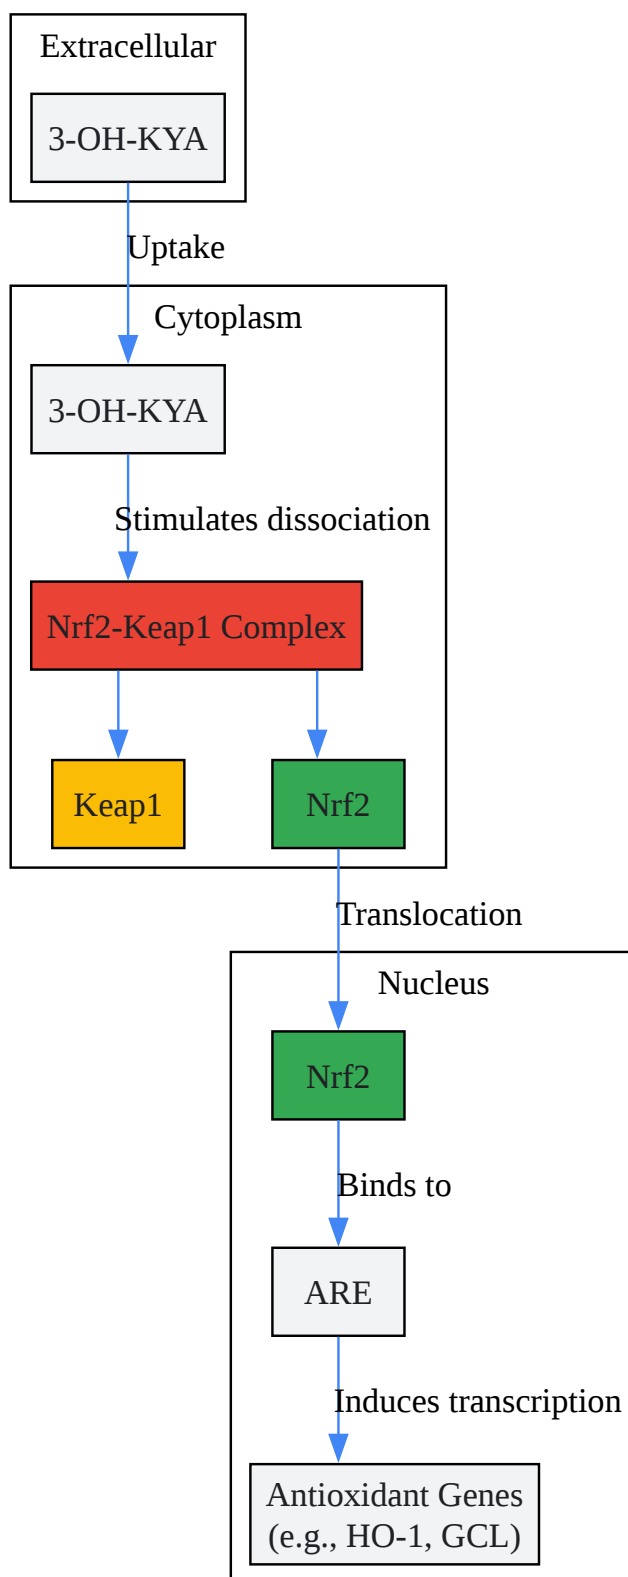 Extracellular
3-OH-KYA
Uptake
Cytoplasm
3-OH-KYA
Stimulates dissociation
Nrf2-Keap1 Complex
Keap1
Nrf2
Translocation
Nucleus
Nrf2
Binds to
ARE
Induces transcription
Antioxidant Genes
(e.g., HO-1, GCL)